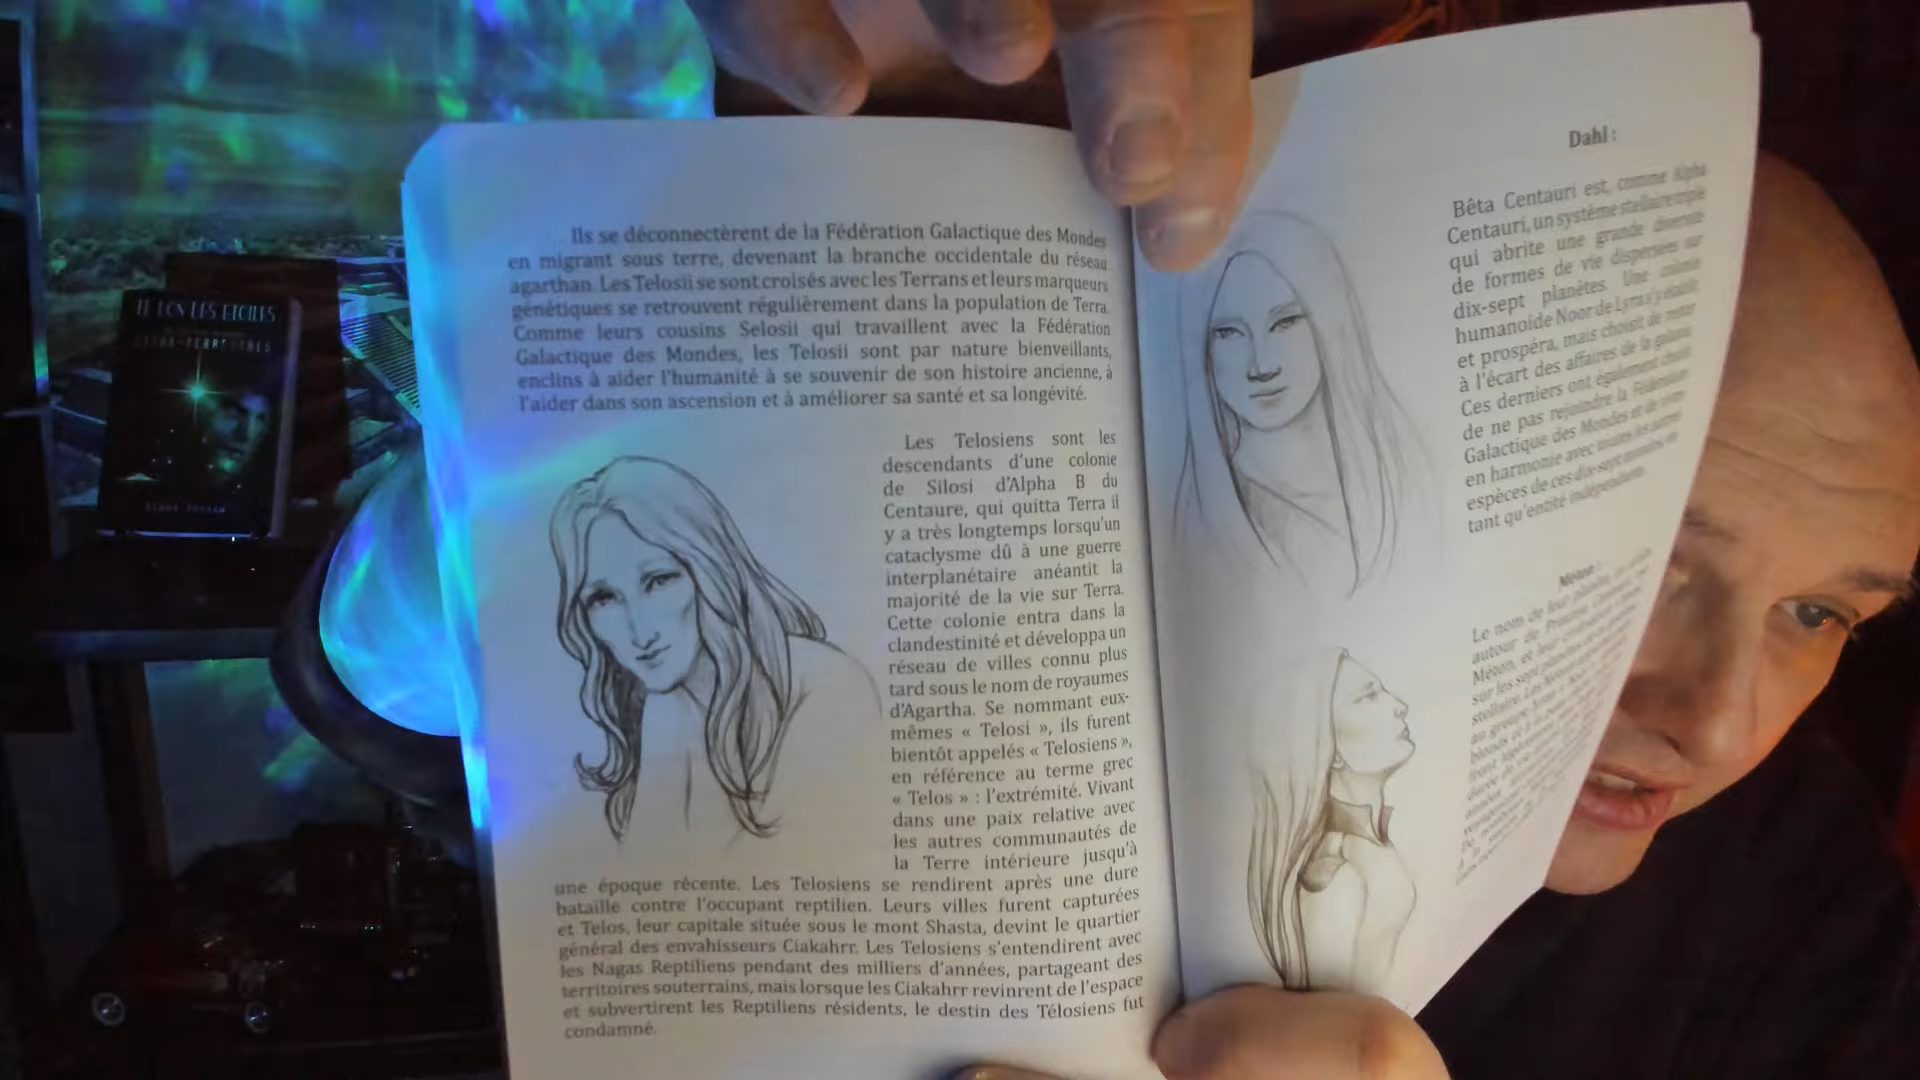 Ils se déconnectèrent de la Fédération Galactique des Mondes
en migrant sous terre, devenant la branche occidentale du réseau
agarthan. Les Telosii se sont croisés avec les Terrans et leurs marqueurs
génétiques se retrouvent régulièrement dans la population de Terra.
Comme leurs cousins Selosii qui travaillent avec la Fédération
Galactique des Mondes, les Telosii sont par nature bienveillants,
enclins à aider l'humanité à se souvenir de son histoire ancienne, à
l'aider dans son ascension et à améliorer sa santé et sa longévité.
Les Telosiens sont les
descendants d'une colonie
de Silosi d'Alpha B du
Centaure, qui quitta Terra il
y a très longtemps lorsqu'un
cataclysme dû à une guerre
interplanétaire anéantit la
majorité de la vie sur Terra.
Cette colonie entra dans la
clandestinité et développa un
réseau de villes connu plus
tard sous le nom de royaumes
d'Agartha. Se nommant eux-
mêmes « Telosi », ils furent
bientôt appelés « Telosiens »,
en référence au terme grec
« Telos » : l'extrémité. Vivant
dans une paix relative avec
les autres communautés de
la Terre intérieure jusqu'à
une époque récente. Les Telosiens se rendirent après une dure
bataille contre l'occupant reptilien. Leurs villes furent capturées
et Telos, leur capitale située sous le mont Shasta, devint le quartier
général des envahisseurs Ciakahrr. Les Telosiens s'entendirent avec
les Nagas Reptiliens pendant des milliers d'années, partageant des
territoires souterrains, mais lorsque les Ciakahrr revinrent de l'espace
et subvertirent les Reptiliens résidents, le destin des Télosiens fut
condamné.
Dahl :
Bêta Centauri est, comme Alpha
Centauri, un système stellaire triple
qui abrite une grande diversité
de formes de vie dispersées sur
dix-sept planètes. Une colonie
humanoïde Noor de Lyra s'y établit
et prospéra, mais choisit de rester
à l'écart des affaires de la galaxie.
Ces derniers ont également choisi
de ne pas rejoindre la Fédération
Galactique des Mondes et de vivre
en harmonie avec toutes les autres
espèces de ces dix-sept mondes en
tant qu'entité indépendante.
Le nom de leur planète,
autour de Proxima